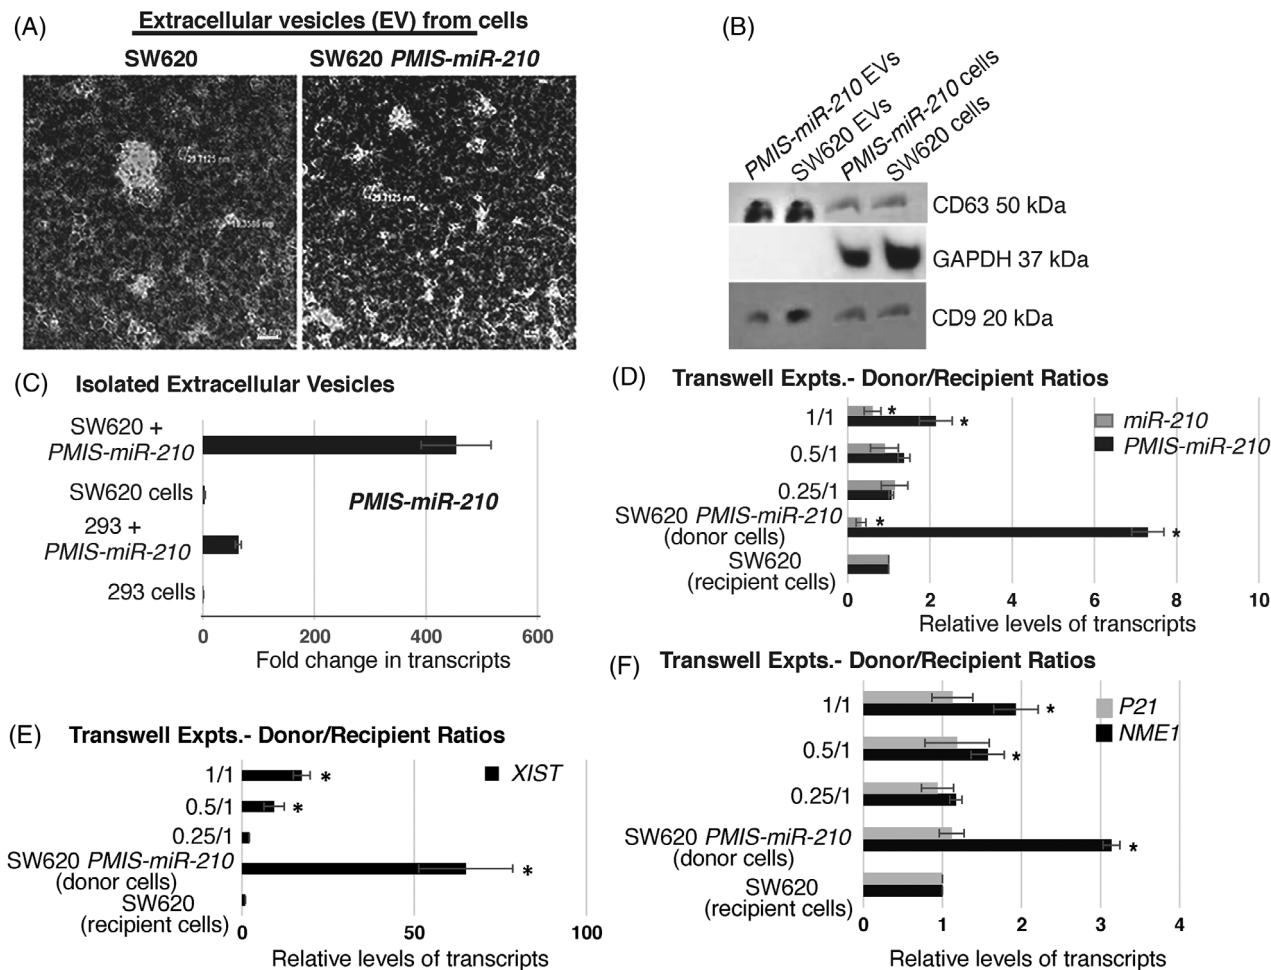 (A)
Extracellular vesicles (EV) from cells
SW620
SW620 PMIS-miR-210
29.7125 nm
29.7125 nm
(B)
PMIS-miR-210 EVs
SW620 EVs
PMIS-miR-210 cells
SW620 cells
CD63 50 kDa
GAPDH 37 kDa
CD9 20 kDa
(C)
Isolated Extracellular Vesicles
SW620 +
PMIS-miR-210
SW620 cells
293 +
PMIS-miR-210
293 cells
PMIS-miR-210
0 200 400 600
Fold change in transcripts
(D)
Transwell Expts.- Donor/Recipient Ratios
1/1
*
*
0.5/1
0.25/1
SW620 PMIS-miR-210
(donor cells)
*
*
SW620
(recipient cells)
miR-210
PMIS-miR-210
0 2 4 6 8 10
Relative levels of transcripts
(E)
Transwell Expts.- Donor/Recipient Ratios
1/1
*
0.5/1
*
0.25/1
SW620 PMIS-miR-210
(donor cells)
*
SW620
(recipient cells)
XIST
0 50 100
Relative levels of transcripts
(F)
Transwell Expts.- Donor/Recipient Ratios
1/1
*
0.5/1
*
0.25/1
SW620 PMIS-miR-210
(donor cells)
*
SW620
(recipient cells)
P21
NME1
0 1 2 3 4
Relative levels of transcripts